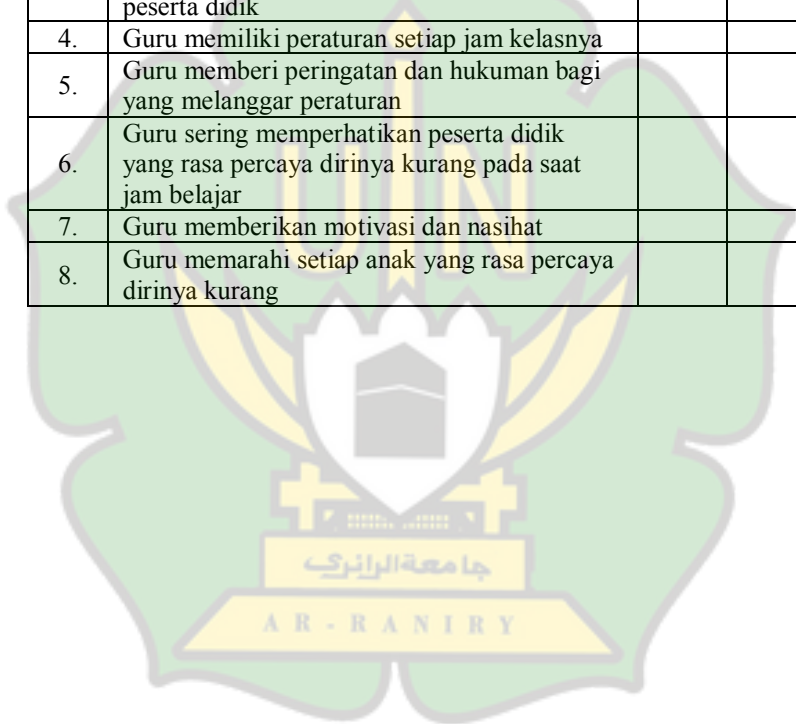 peserta didik
4. Guru memiliki peraturan setiap jam kelasnya
5. Guru memberi peringatan dan hukuman bagi
yang melanggar peraturan
6. Guru sering memperhatikan peserta didik
yang rasa percaya dirinya kurang pada saat
jam belajar
7. Guru memberikan motivasi dan nasihat
8. Guru memarahi setiap anak yang rasa percaya
dirinya kurang
UIN
جامعة الرانري
AR-RANIRY